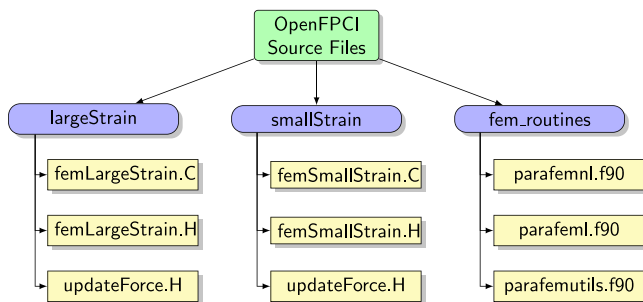 OpenFPCI
Source Files
largeStrain
smallStrain
fem_routines
femLargeStrain.C
femSmallStrain.C
parafemnl.f90
femLargeStrain.H
femSmallStrain.H
parafeml.f90
updateForce.H
updateForce.H
parafemutils.f90